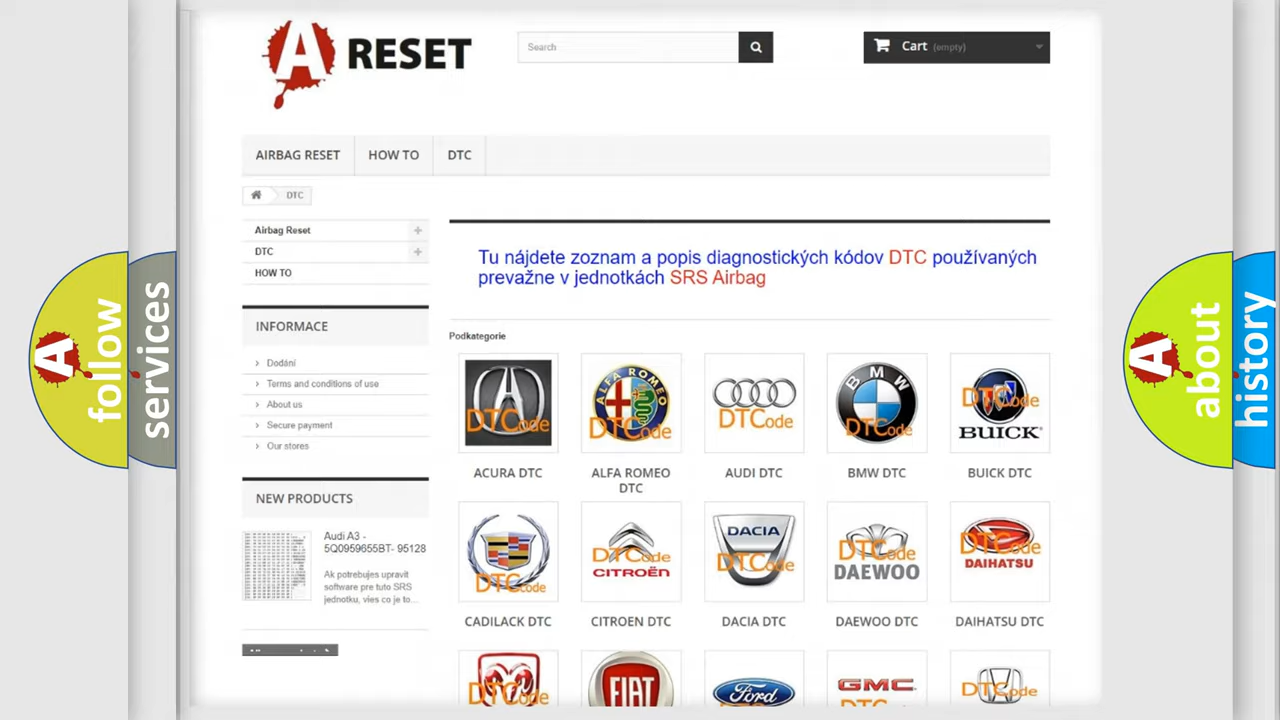 A RESET
Search
Cart (empty)
AIRBAG RESET
HOW TO
DTC
DTC
Airbag Reset
DTC
HOW TO
INFORMACE
Dodání
Terms and conditions of use
About us
Secure payment
Our stores
NEW PRODUCTS
Audi A3 -
5Q0959655BT- 95128
Ak potrebujes upravit
software pre tuto SRS
jednotku, vies co je to...
Tu nájdete zoznam a popis diagnostických kódov DTC používaných
prevažne v jednotkách SRS Airbag
Podkategorie
DTCode
ALFA ROMEO
DTCode
DTCode
BMW
DTCode
DTCode
BUICK
ACURA DTC
ALFA ROMEO
DTC
AUDI DTC
BMW DTC
BUICK DTC
DTCode
DTCode
CITROËN
DACIA
DTCode
DTCode
DAEWOO
DTCode
DAIHATSU
CADILACK DTC
CITROEN DTC
DACIA DTC
DAEWOO DTC
DAIHATSU DTC
DTCode
FIAT
Ford
GMC
DTCode
A follow
services
A about
history